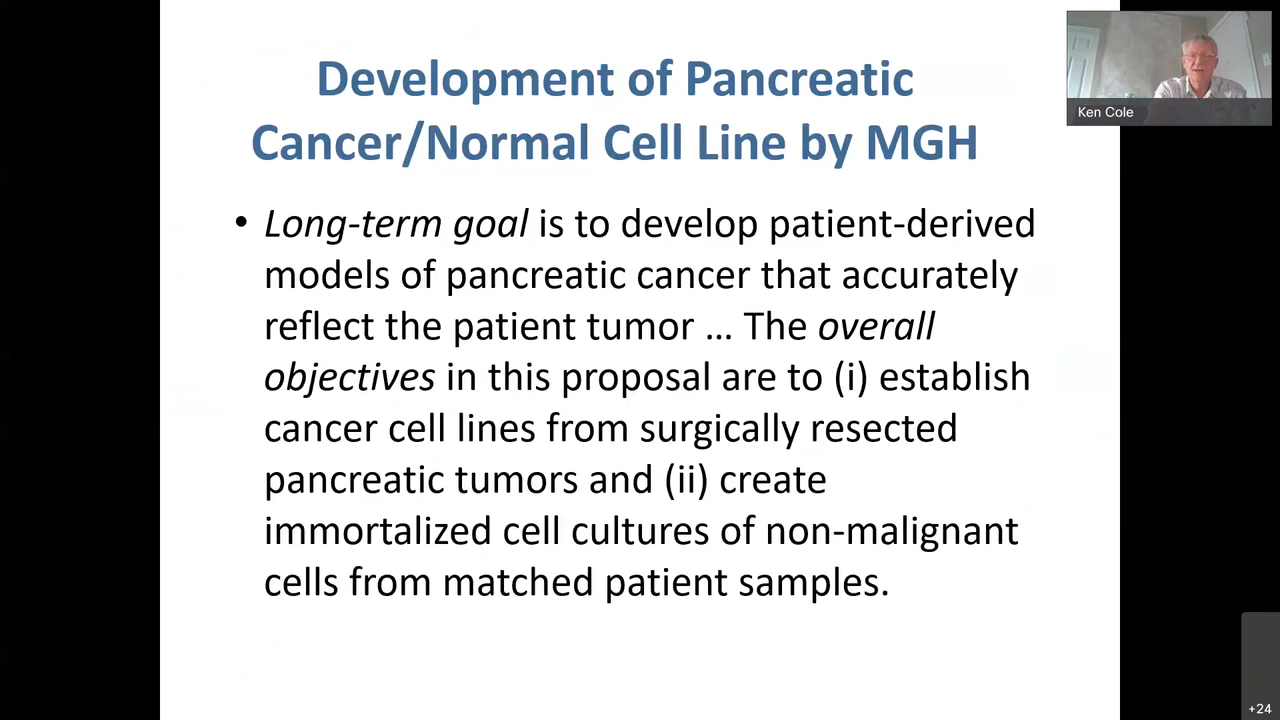 Development of Pancreatic
Cancer/Normal Cell Line by MGH
• Long-term goal is to develop patient-derived
models of pancreatic cancer that accurately
reflect the patient tumor … The overall
objectives in this proposal are to (i) establish
cancer cell lines from surgically resected
pancreatic tumors and (ii) create
immortalized cell cultures of non-malignant
cells from matched patient samples.
Ken Cole
+24